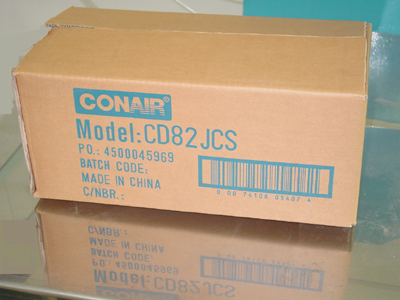 CONAIR®
Model:CD82JCS
P.O.: 4500045969
BATCH CODE:
MADE IN CHINA
C/NBR.: